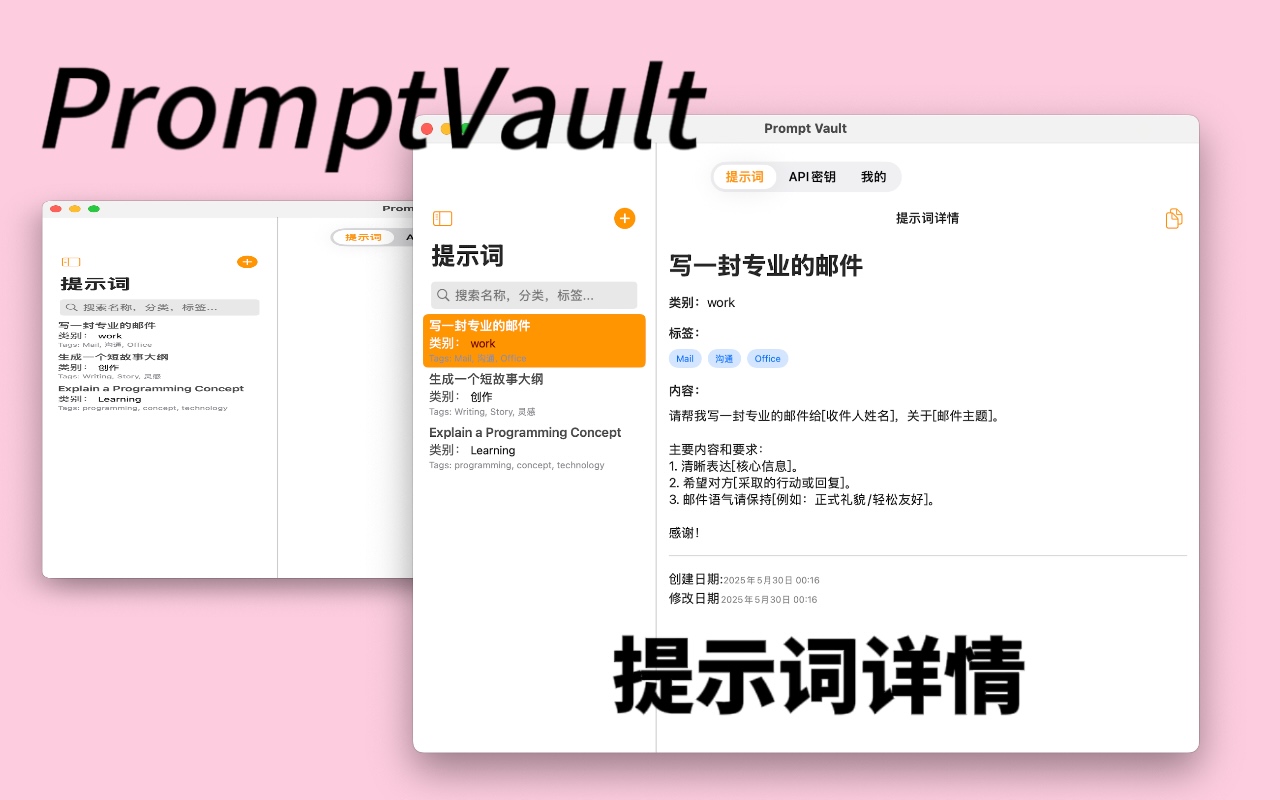 PromptVault
Prom
提示词 A
提示词
搜索名称，分类，标签...
写一封专业的邮件
类别： work
Tags: Mail, 沟通, Office
生成一个短故事大纲
类别： 创作
Tags: Writing, Story, 灵感
Explain a Programming Concept
类别： Learning
Tags: programming, concept, technology
Prompt Vault
提示词 API密钥 我的
提示词
搜索名称，分类，标签...
写一封专业的邮件
类别： work
Tags: Mail, 沟通, Office
生成一个短故事大纲
类别： 创作
Tags: Writing, Story, 灵感
Explain a Programming Concept
类别： Learning
Tags: programming, concept, technology
提示词详情
写一封专业的邮件
类别：work
标签：
Mail 沟通 Office
内容：
请帮我写一封专业的邮件给[收件人姓名]，关于[邮件主题]。
主要内容和要求：
1. 清晰表达[核心信息]。
2. 希望对方[采取的行动或回复]。
3. 邮件语气请保持[例如：正式礼貌/轻松友好]。
感谢！
创建日期:2025年5月30日 00:16
修改日期2025年5月30日 00:16
提示词详情